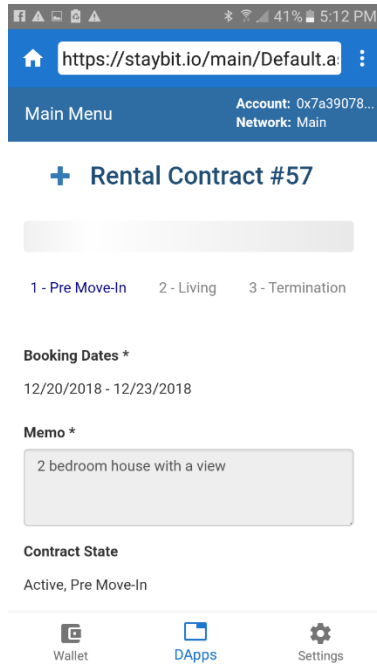 41% 5:12 PM
https://staybit.io/main/Default.a
Main Menu
Account: 0x7a39078...
Network: Main
+ Rental Contract #57
1 - Pre Move-In 2 - Living 3 - Termination
Booking Dates *
12/20/2018 - 12/23/2018
Memo *
2 bedroom house with a view
Contract State
Active, Pre Move-In
Wallet DApps Settings